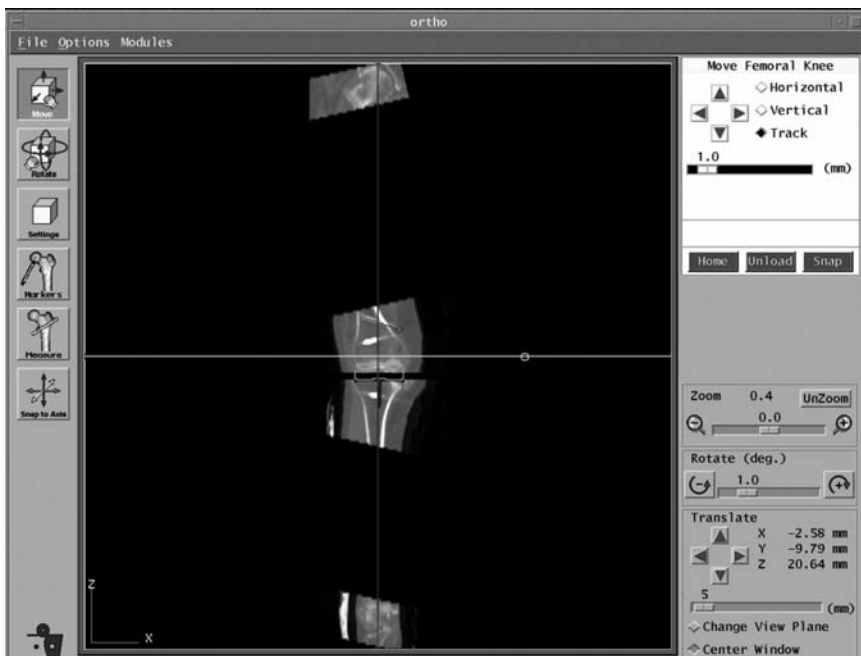 ortho
File Options Modules
Move
Rotate
Settings
Markers
Measure
Snap to Axis
Z
X
Move Femoral Knee
Horizontal
Vertical
Track
1.0
(mm)
Home Unload Snap
Zoom 0.4 UnZoom
0.0
Rotate (deg.)
1.0
Translate
X -2.58 mm
Y -9.79 mm
Z 20.64 mm
5
(mm)
Change View Plane
Center Window